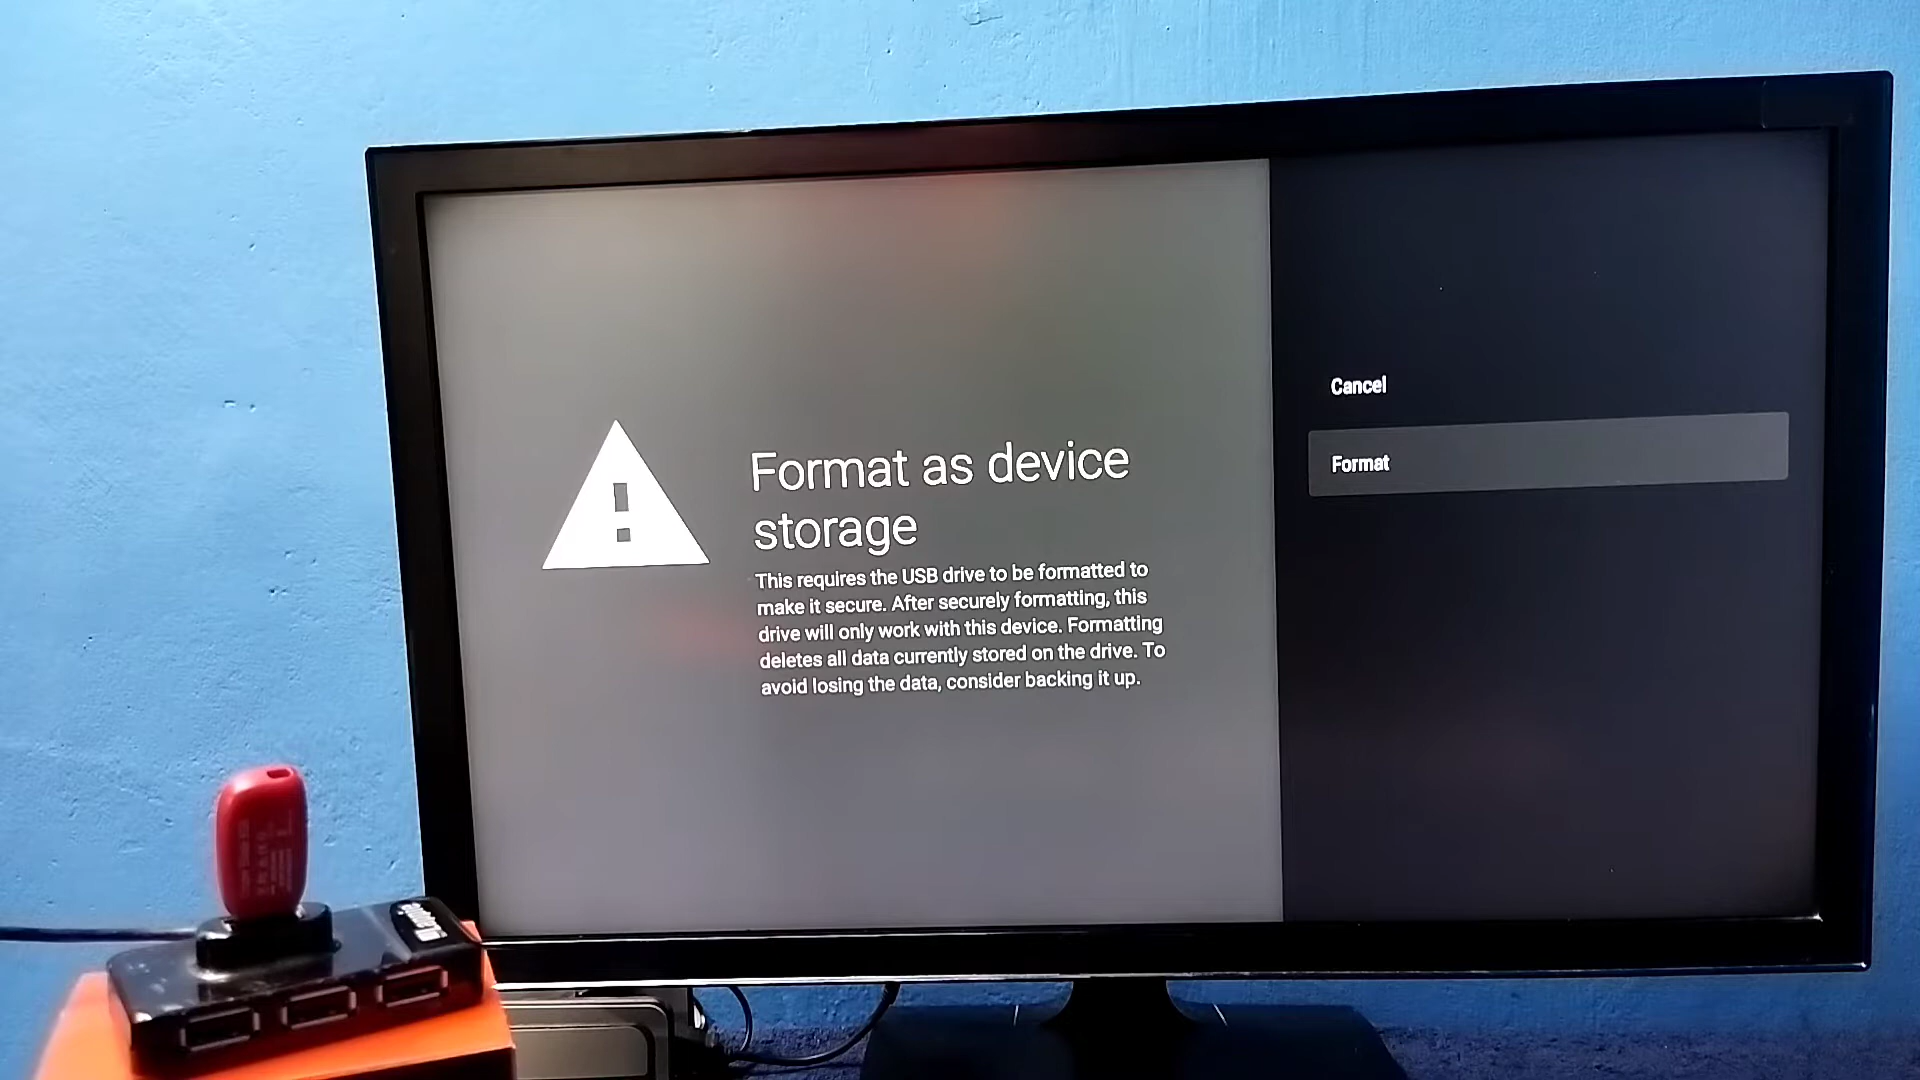 Format as device
storage
This requires the USB drive to be formatted to
make it secure. After securely formatting, this
drive will only work with this device. Formatting
deletes all data currently stored on the drive. To
avoid losing the data, consider backing it up.
Cancel
Format